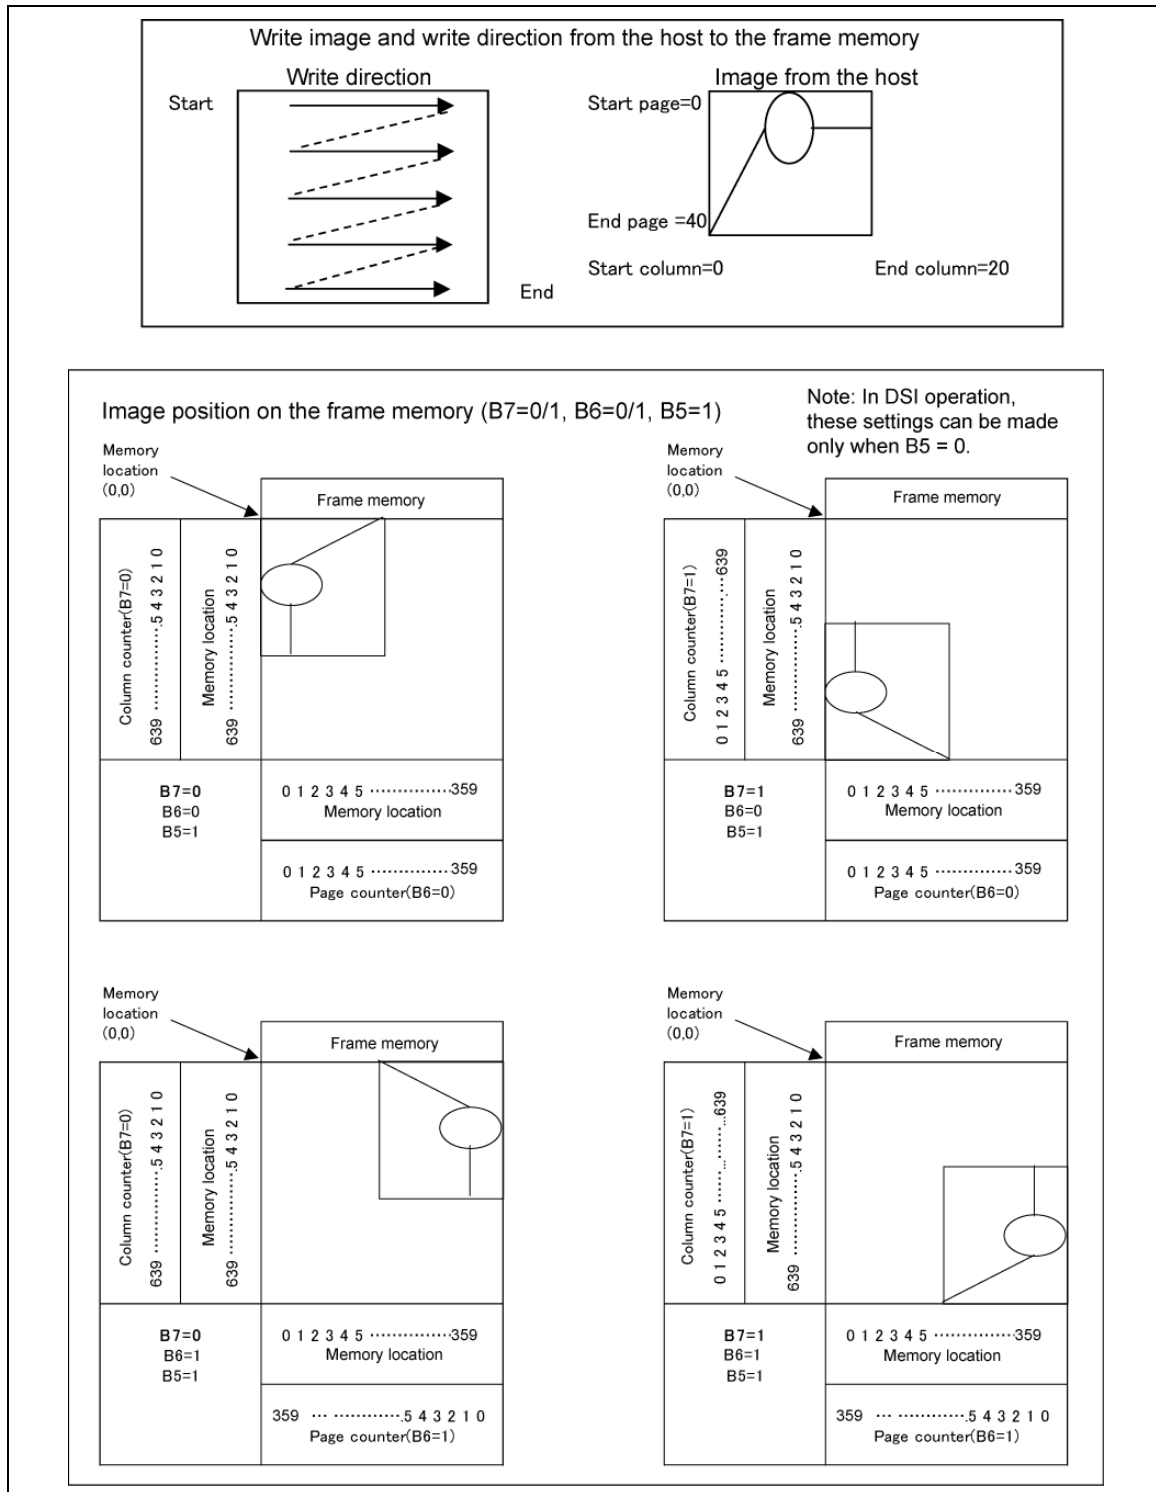 Write image and write direction from the host to the frame memory
Write direction
Image from the host
Start
Start page=0
End page =40
Start column=0
End column=20
End
Image position on the frame memory (B7=0/1, B6=0/1, B5=1)
Note: In DSI operation,
these settings can be made
only when B5 = 0.
Memory
location
(0,0)
Frame memory
Column counter(B7=0)
639 ··············.5 4 3 2 1 0
Memory location
639 ··············.5 4 3 2 1 0
B7=0
B6=0
B5=1
0 1 2 3 4 5 ···············359
Memory location
0 1 2 3 4 5 ···············359
Page counter(B6=0)
Memory
location
(0,0)
Frame memory
Column counter(B7=1)
0 1 2 3 4 5 ··············.···639
Memory location
639 ··············.5 4 3 2 1 0
B7=1
B6=0
B5=1
0 1 2 3 4 5 ··············359
Memory location
0 1 2 3 4 5 ··············359
Page counter(B6=0)
Memory
location
(0,0)
Frame memory
Column counter(B7=0)
639 ··············.5 4 3 2 1 0
Memory location
639 ··············.5 4 3 2 1 0
B7=0
B6=1
B5=1
0 1 2 3 4 5 ···············359
Memory location
359 ··· ············.5 4 3 2 1 0
Page counter(B6=1)
Memory
location
(0,0)
Frame memory
Column counter(B7=1)
0 1 2 3 4 5 ······...······...639
Memory location
639 ··············.5 4 3 2 1 0
B7=1
B6=1
B5=1
0 1 2 3 4 5 ···············359
Memory location
359 ··· ············.5 4 3 2 1 0
Page counter(B6=1)